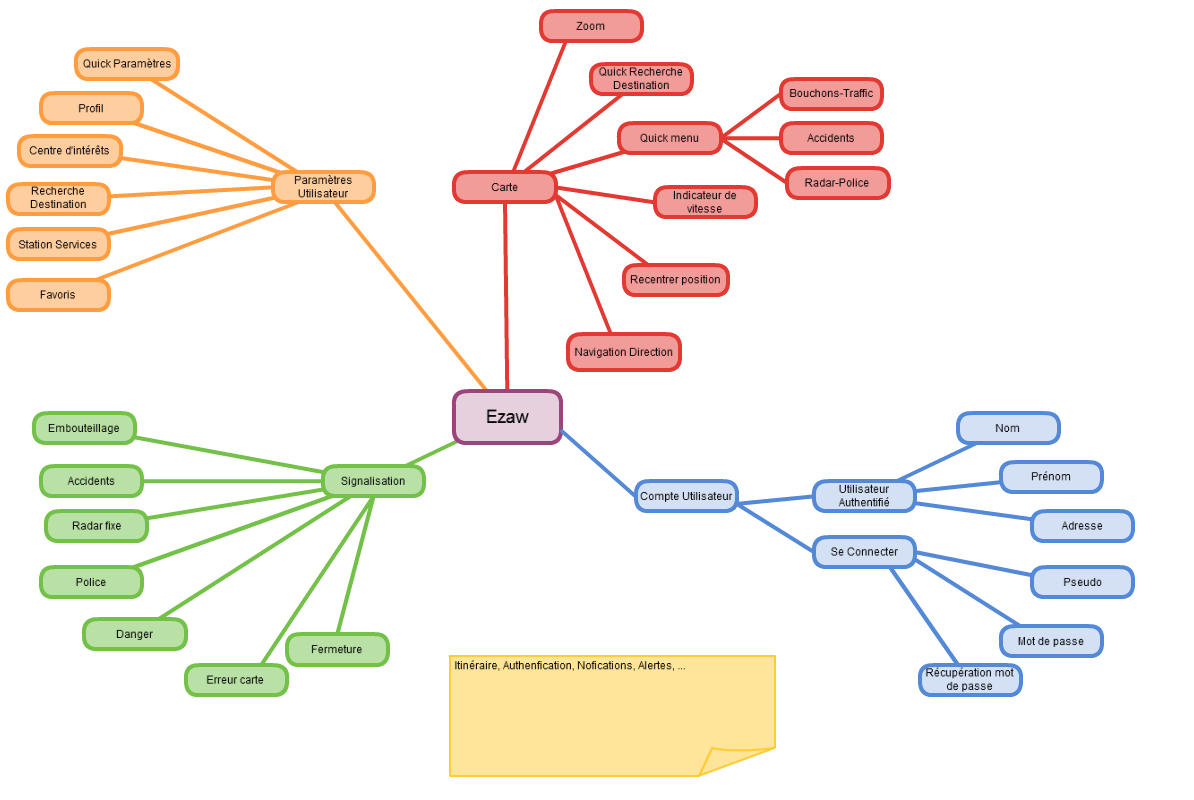 Zoom
Quick Recherche
Destination
Quick menu
Bouchons-Traffic
Accidents
Radar-Police
Carte
Indicateur de
vitesse
Recentrer position
Navigation Direction
Quick Paramètres
Profil
Centre d'intérêts
Recherche
Destination
Station Services
Favoris
Paramètres
Utilisateur
Ezaw
Embouteillage
Accidents
Radar fixe
Police
Danger
Erreur carte
Fermeture
Signalisation
Compte Utilisateur
Utilisateur
Authentifié
Nom
Prénom
Adresse
Se Connecter
Pseudo
Mot de passe
Récupération mot
de passe
Itinéraire, Authenfication, Nofications, Alertes, ...